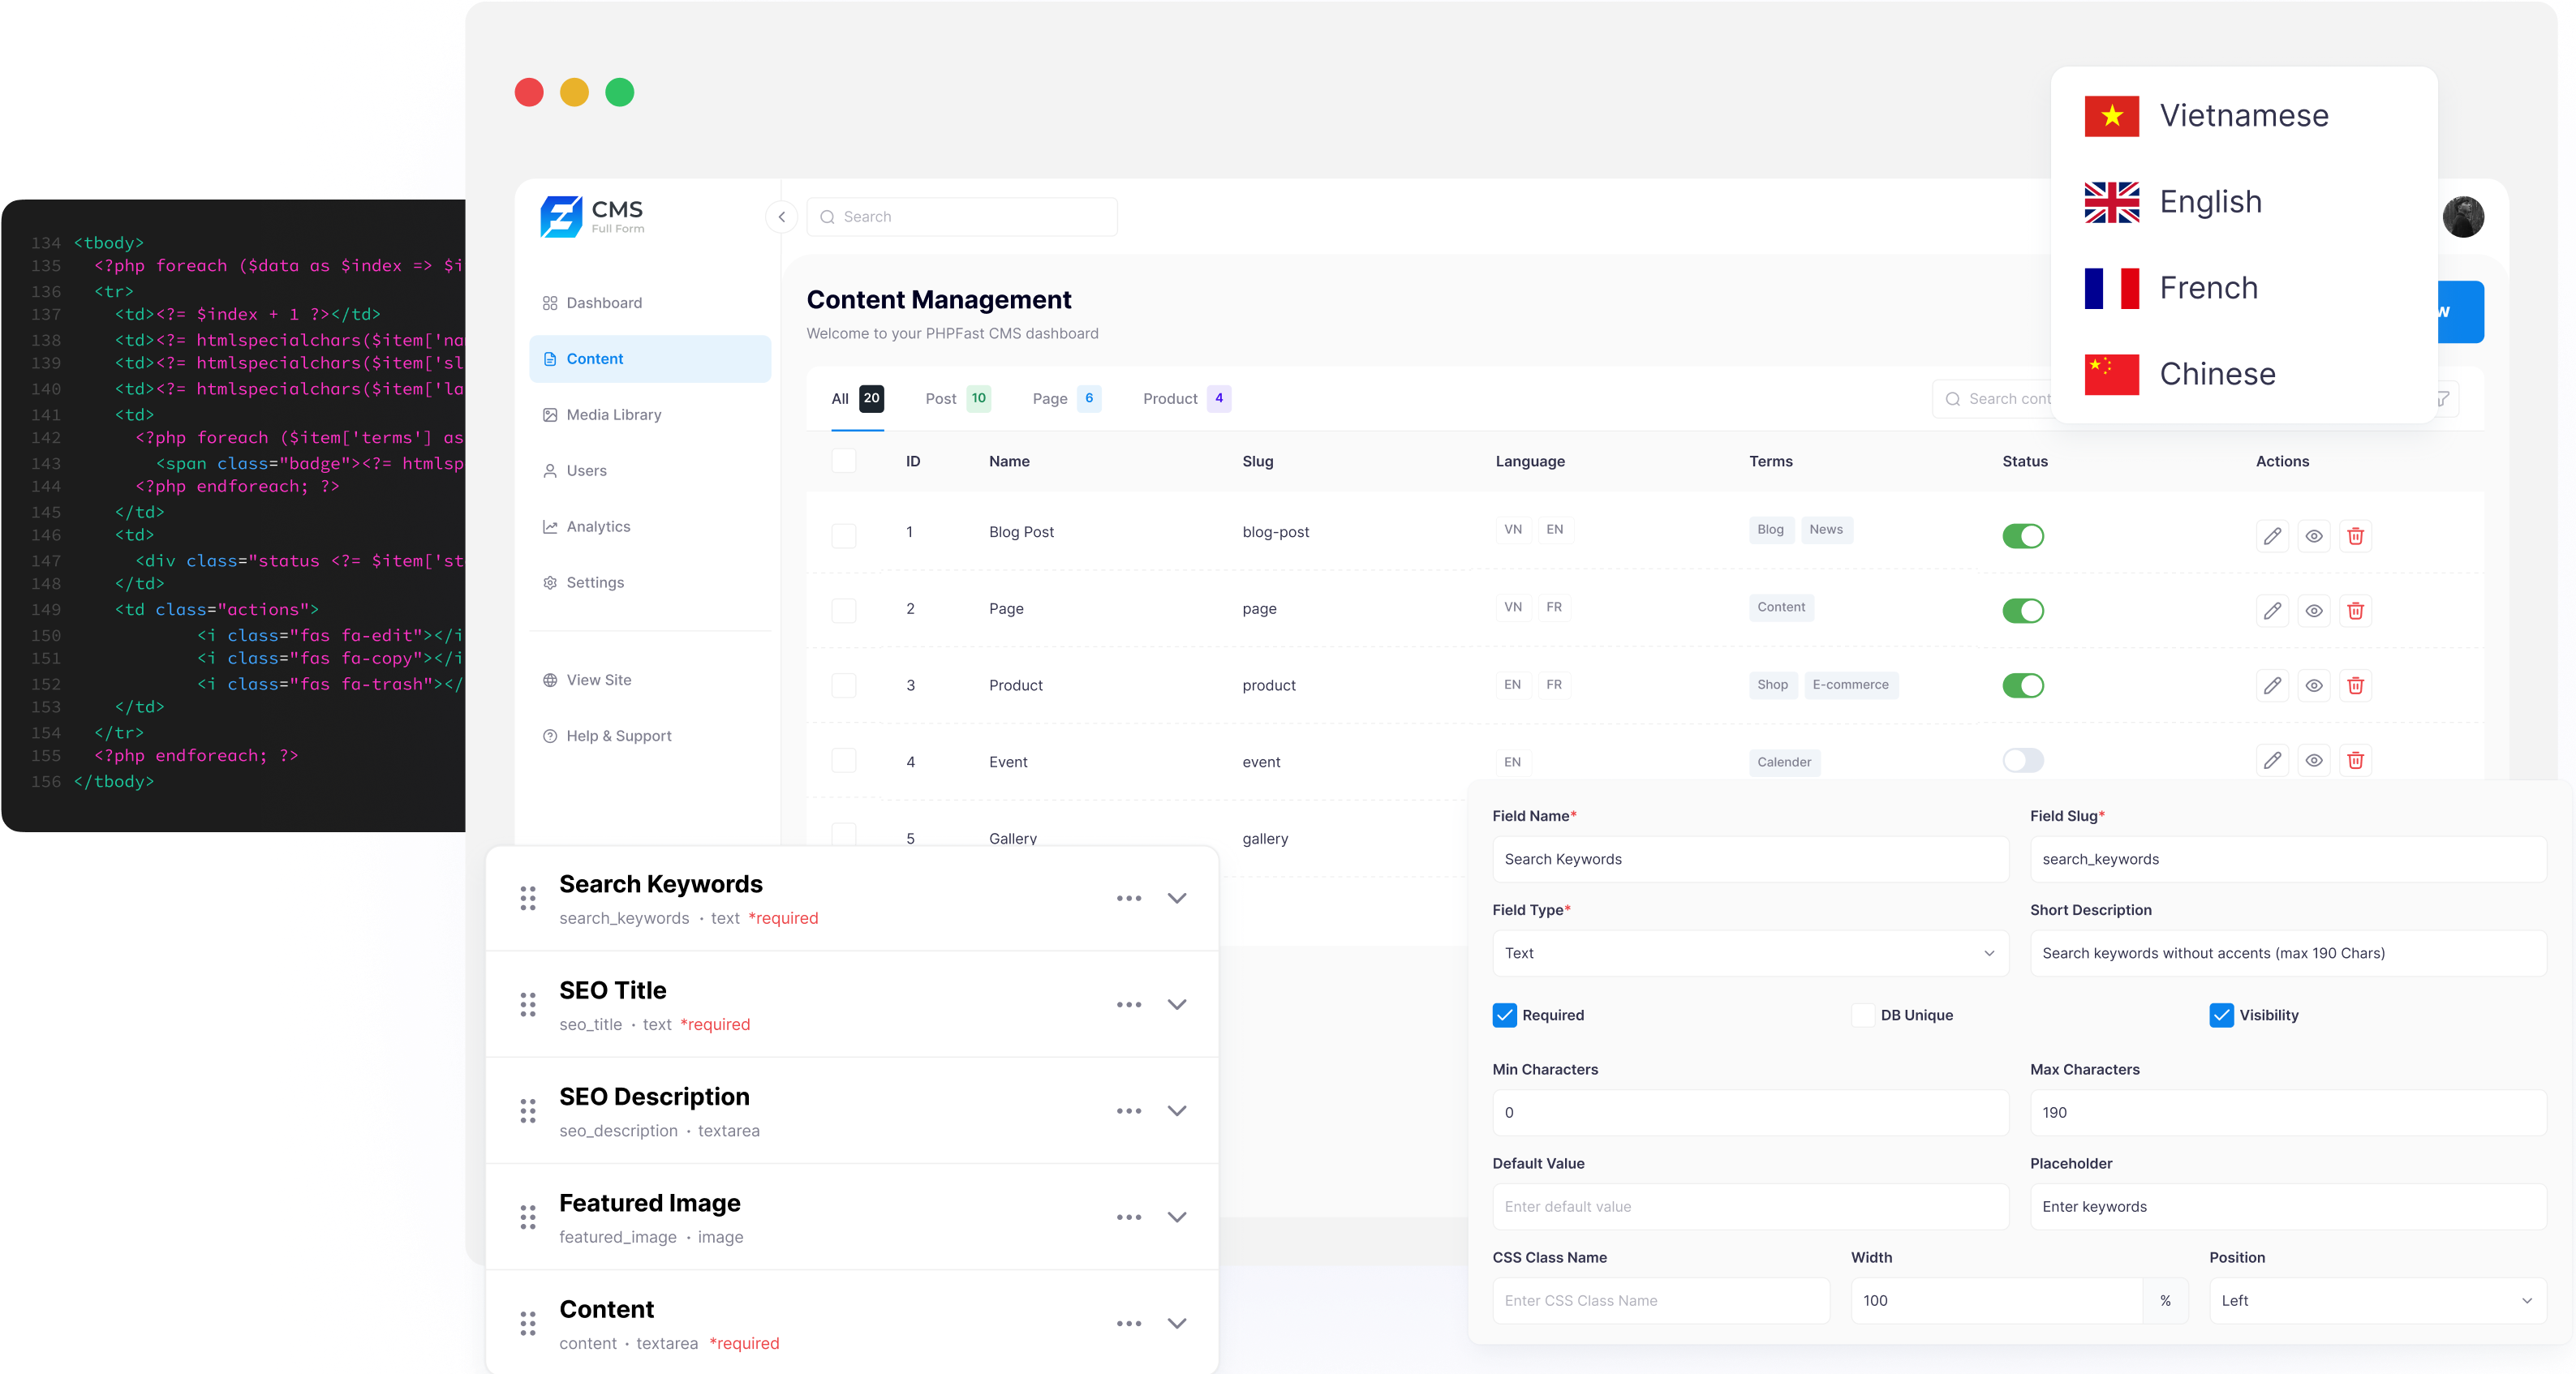 134 <tbody>
135 <?php foreach ($data as $index => $i
136 <tr>
137 <td><?= $index + 1 ?></td>
138 <td><?= htmlspecialchars($item['na
139 <td><?= htmlspecialchars($item['sl
140 <td><?= htmlspecialchars($item['la
141 <td>
142 <?php foreach ($item['terms'] as
143 <span class="badge"><?= htmlsp
144 <?php endforeach; ?>
145 </td>
146 <td>
147 <div class="status <?= $item['st
148 </td>
149 <td class="actions">
150 <i class="fas fa-edit"></i
151 <i class="fas fa-copy"></i
152 <i class="fas fa-trash"></
153 </td>
154 </tr>
155 <?php endforeach; ?>
156 </tbody>
CMS
Full Form
Dashboard
Content
Media Library
Users
Analytics
Settings
View Site
Help & Support
Search
Content Management
Welcome to your PHPFast CMS dashboard
w
Vietnamese
English
French
Chinese
All 20 Post 10 Page 6 Product 4
Search cont
ID Name Slug Language Terms Status Actions
1 Blog Post blog-post VN EN Blog News
2 Page page VN FR Content
3 Product product EN FR Shop E-commerce
4 Event event EN Calender
5 Gallery gallery
Search Keywords
search_keywords · text *required
SEO Title
seo_title · text *required
SEO Description
seo_description · textarea
Featured Image
featured_image · image
Content
content · textarea *required
Field Name* Field Slug*
Search Keywords search_keywords
Field Type* Short Description
Text Search keywords without accents (max 190 Chars)
Required DB Unique Visibility
Min Characters Max Characters
0 190
Default Value Placeholder
Enter default value Enter keywords
CSS Class Name Width Position
Enter CSS Class Name 100 % Left